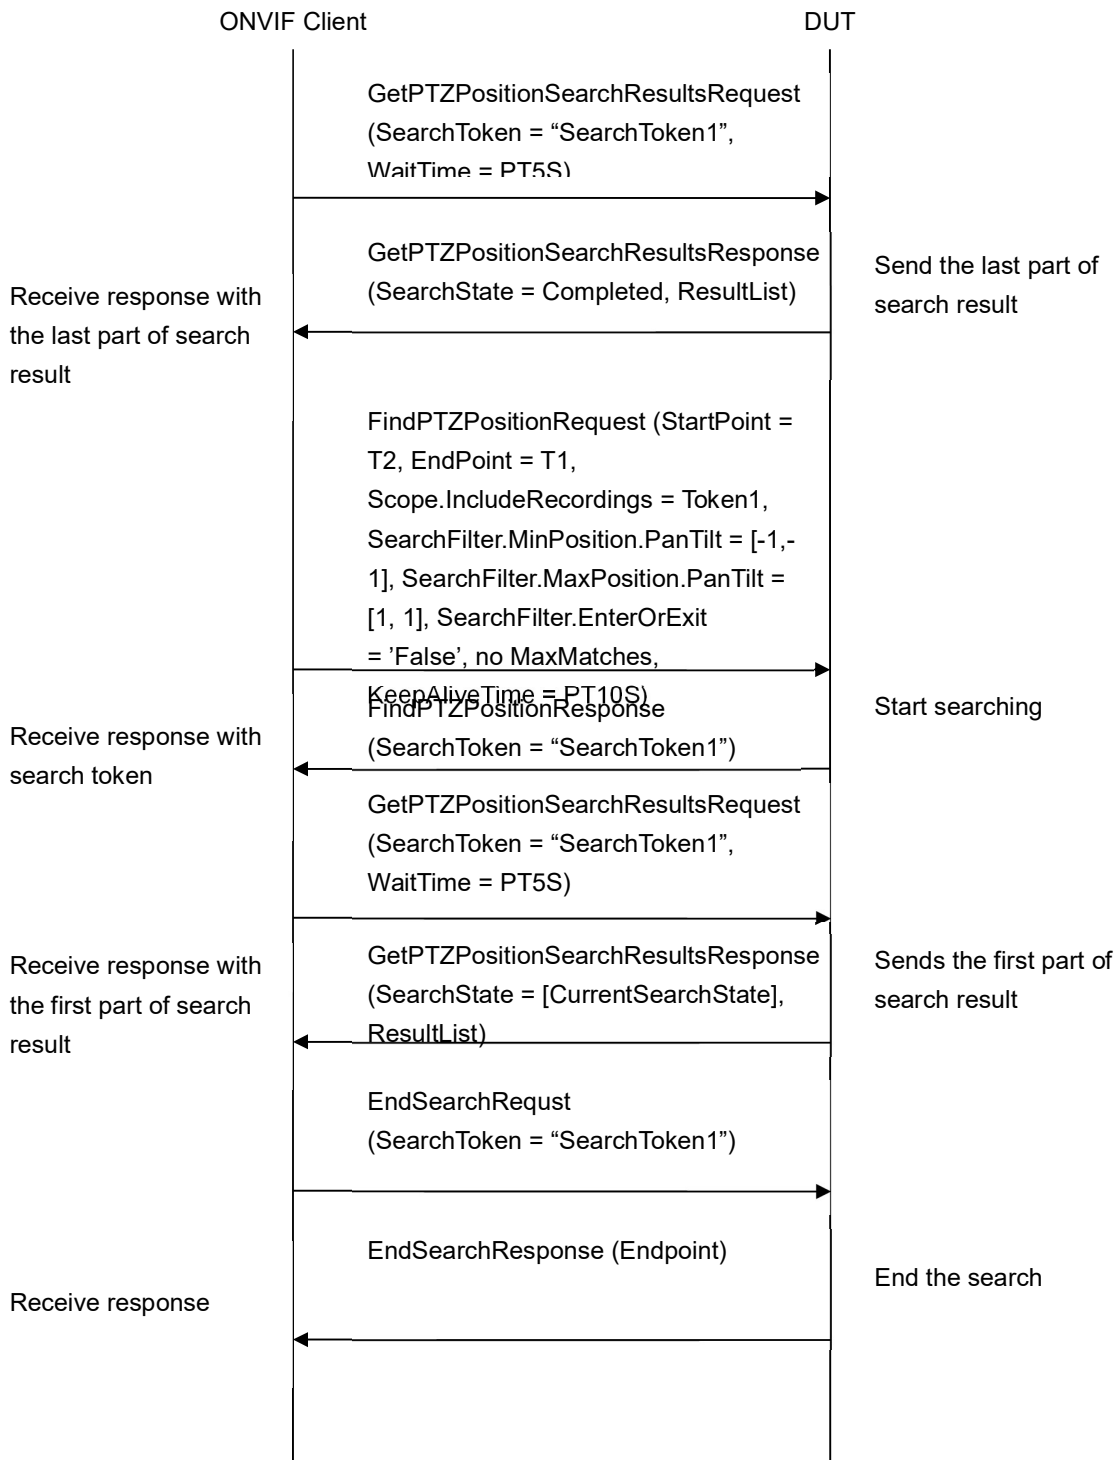 ONVIF Client
DUT
GetPTZPositionSearchResultsRequest
(SearchToken = “SearchToken1”,
WaitTime = PT5S)
GetPTZPositionSearchResultsResponse
(SearchState = Completed, ResultList)
Send the last part of
search result
Receive response with
the last part of search
result
FindPTZPositionRequest (StartPoint =
T2, EndPoint = T1,
Scope.IncludeRecordings = Token1,
SearchFilter.MinPosition.PanTilt = [-1,-
1], SearchFilter.MaxPosition.PanTilt =
[1, 1], SearchFilter.EnterOrExit
= ’False’, no MaxMatches,
KeepAliveTime = PT10S)
FindPTZPositionResponse
(SearchToken = “SearchToken1”)
Start searching
Receive response with
search token
GetPTZPositionSearchResultsRequest
(SearchToken = “SearchToken1”,
WaitTime = PT5S)
GetPTZPositionSearchResultsResponse
(SearchState = [CurrentSearchState],
ResultList)
Sends the first part of
search result
Receive response with
the first part of search
result
EndSearchRequst
(SearchToken = “SearchToken1”)
EndSearchResponse (Endpoint)
End the search
Receive response